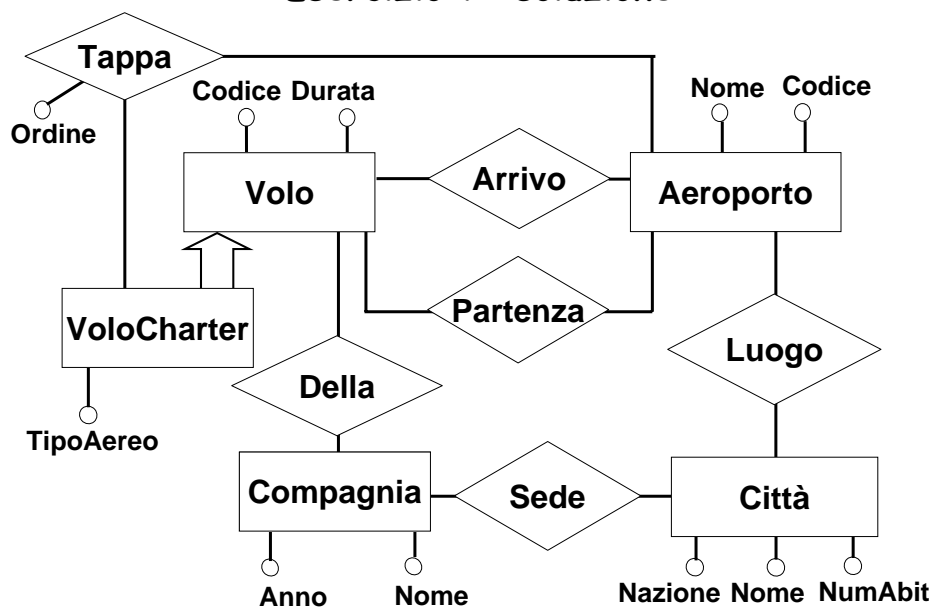 Tappa
Codice Durata
Nome Codice
Ordine
Volo
Arrivo
Aeroporto
Partenza
VoloCharter
Luogo
Della
TipoAereo
Compagnia
Sede
Città
Anno Nome
Nazione Nome NumAbit